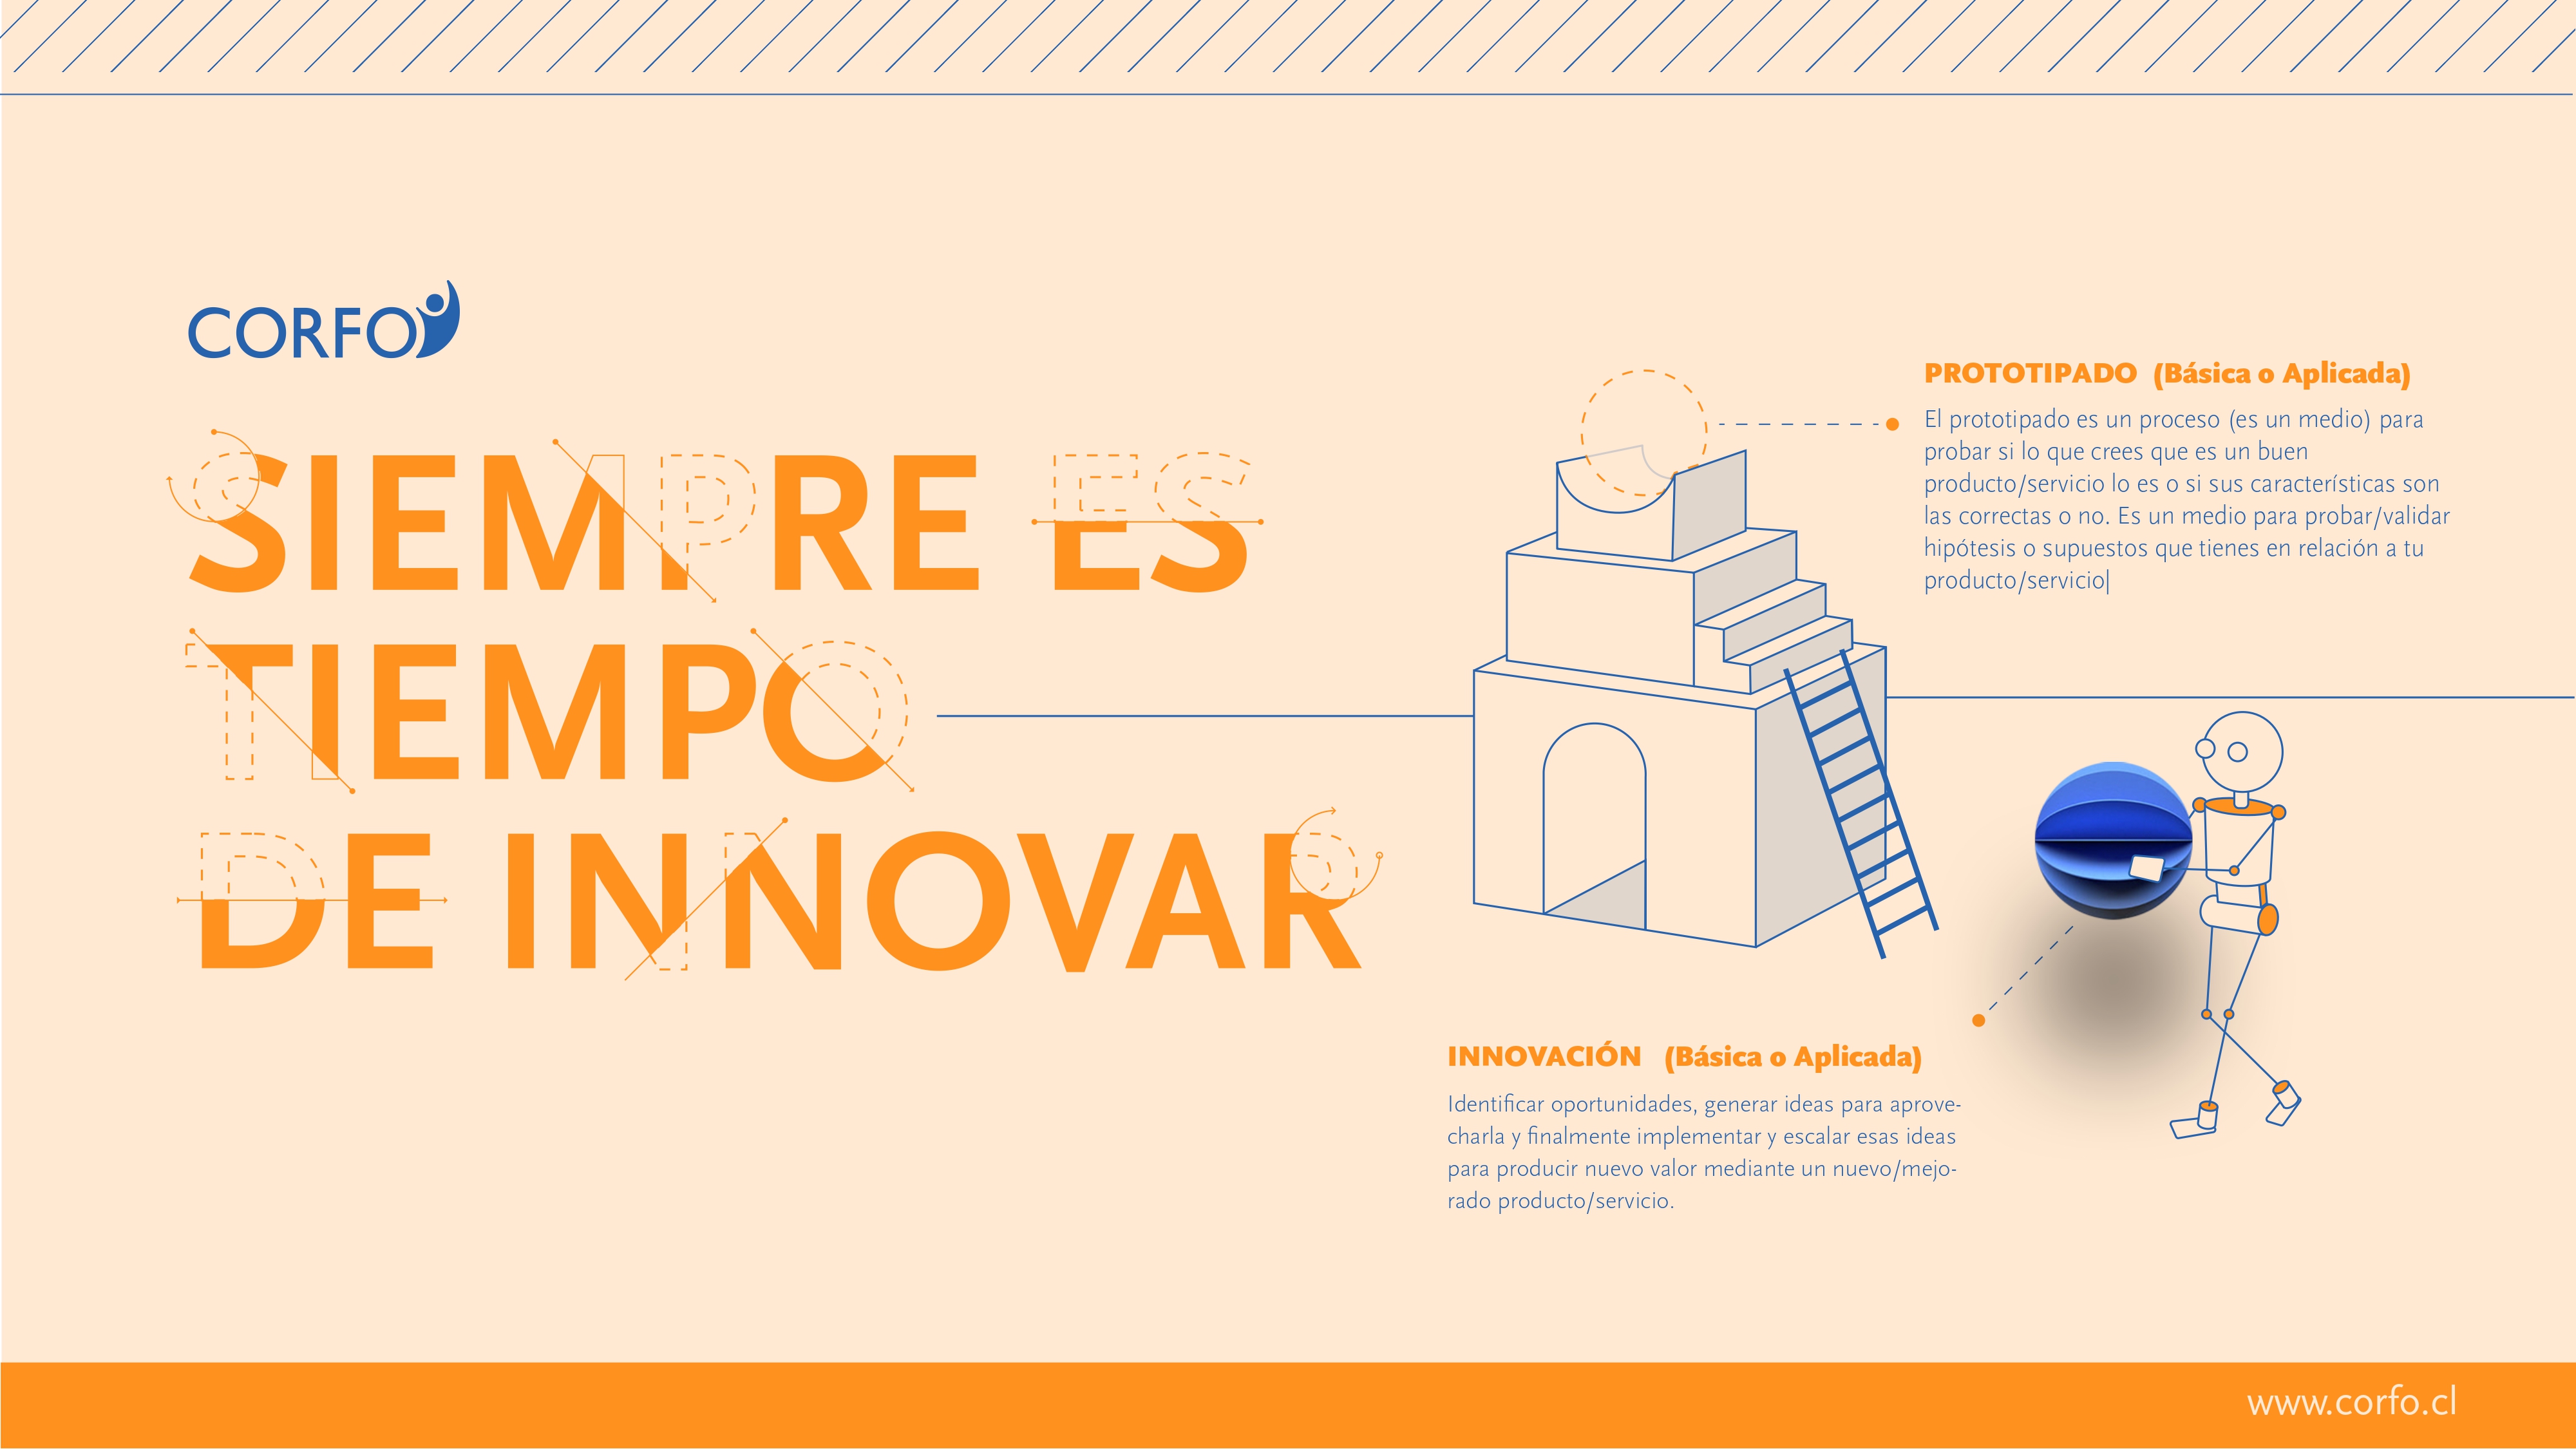 CORFO
SIEMPRE ES
TIEMPO
DE INNOVAR
PROTOTIPADO (Básica o Aplicada)
El prototipado es un proceso (es un medio) para
probar si lo que crees que es un buen
producto/servicio lo es o si sus características son
las correctas o no. Es un medio para probar/validar
hipótesis o supuestos que tienes en relación a tu
producto/servicio|
INNOVACIÓN (Básica o Aplicada)
Identificar oportunidades, generar ideas para aprove-
charla y finalmente implementar y escalar esas ideas
para producir nuevo valor mediante un nuevo/mejo-
rado producto/servicio.
www.corfo.cl